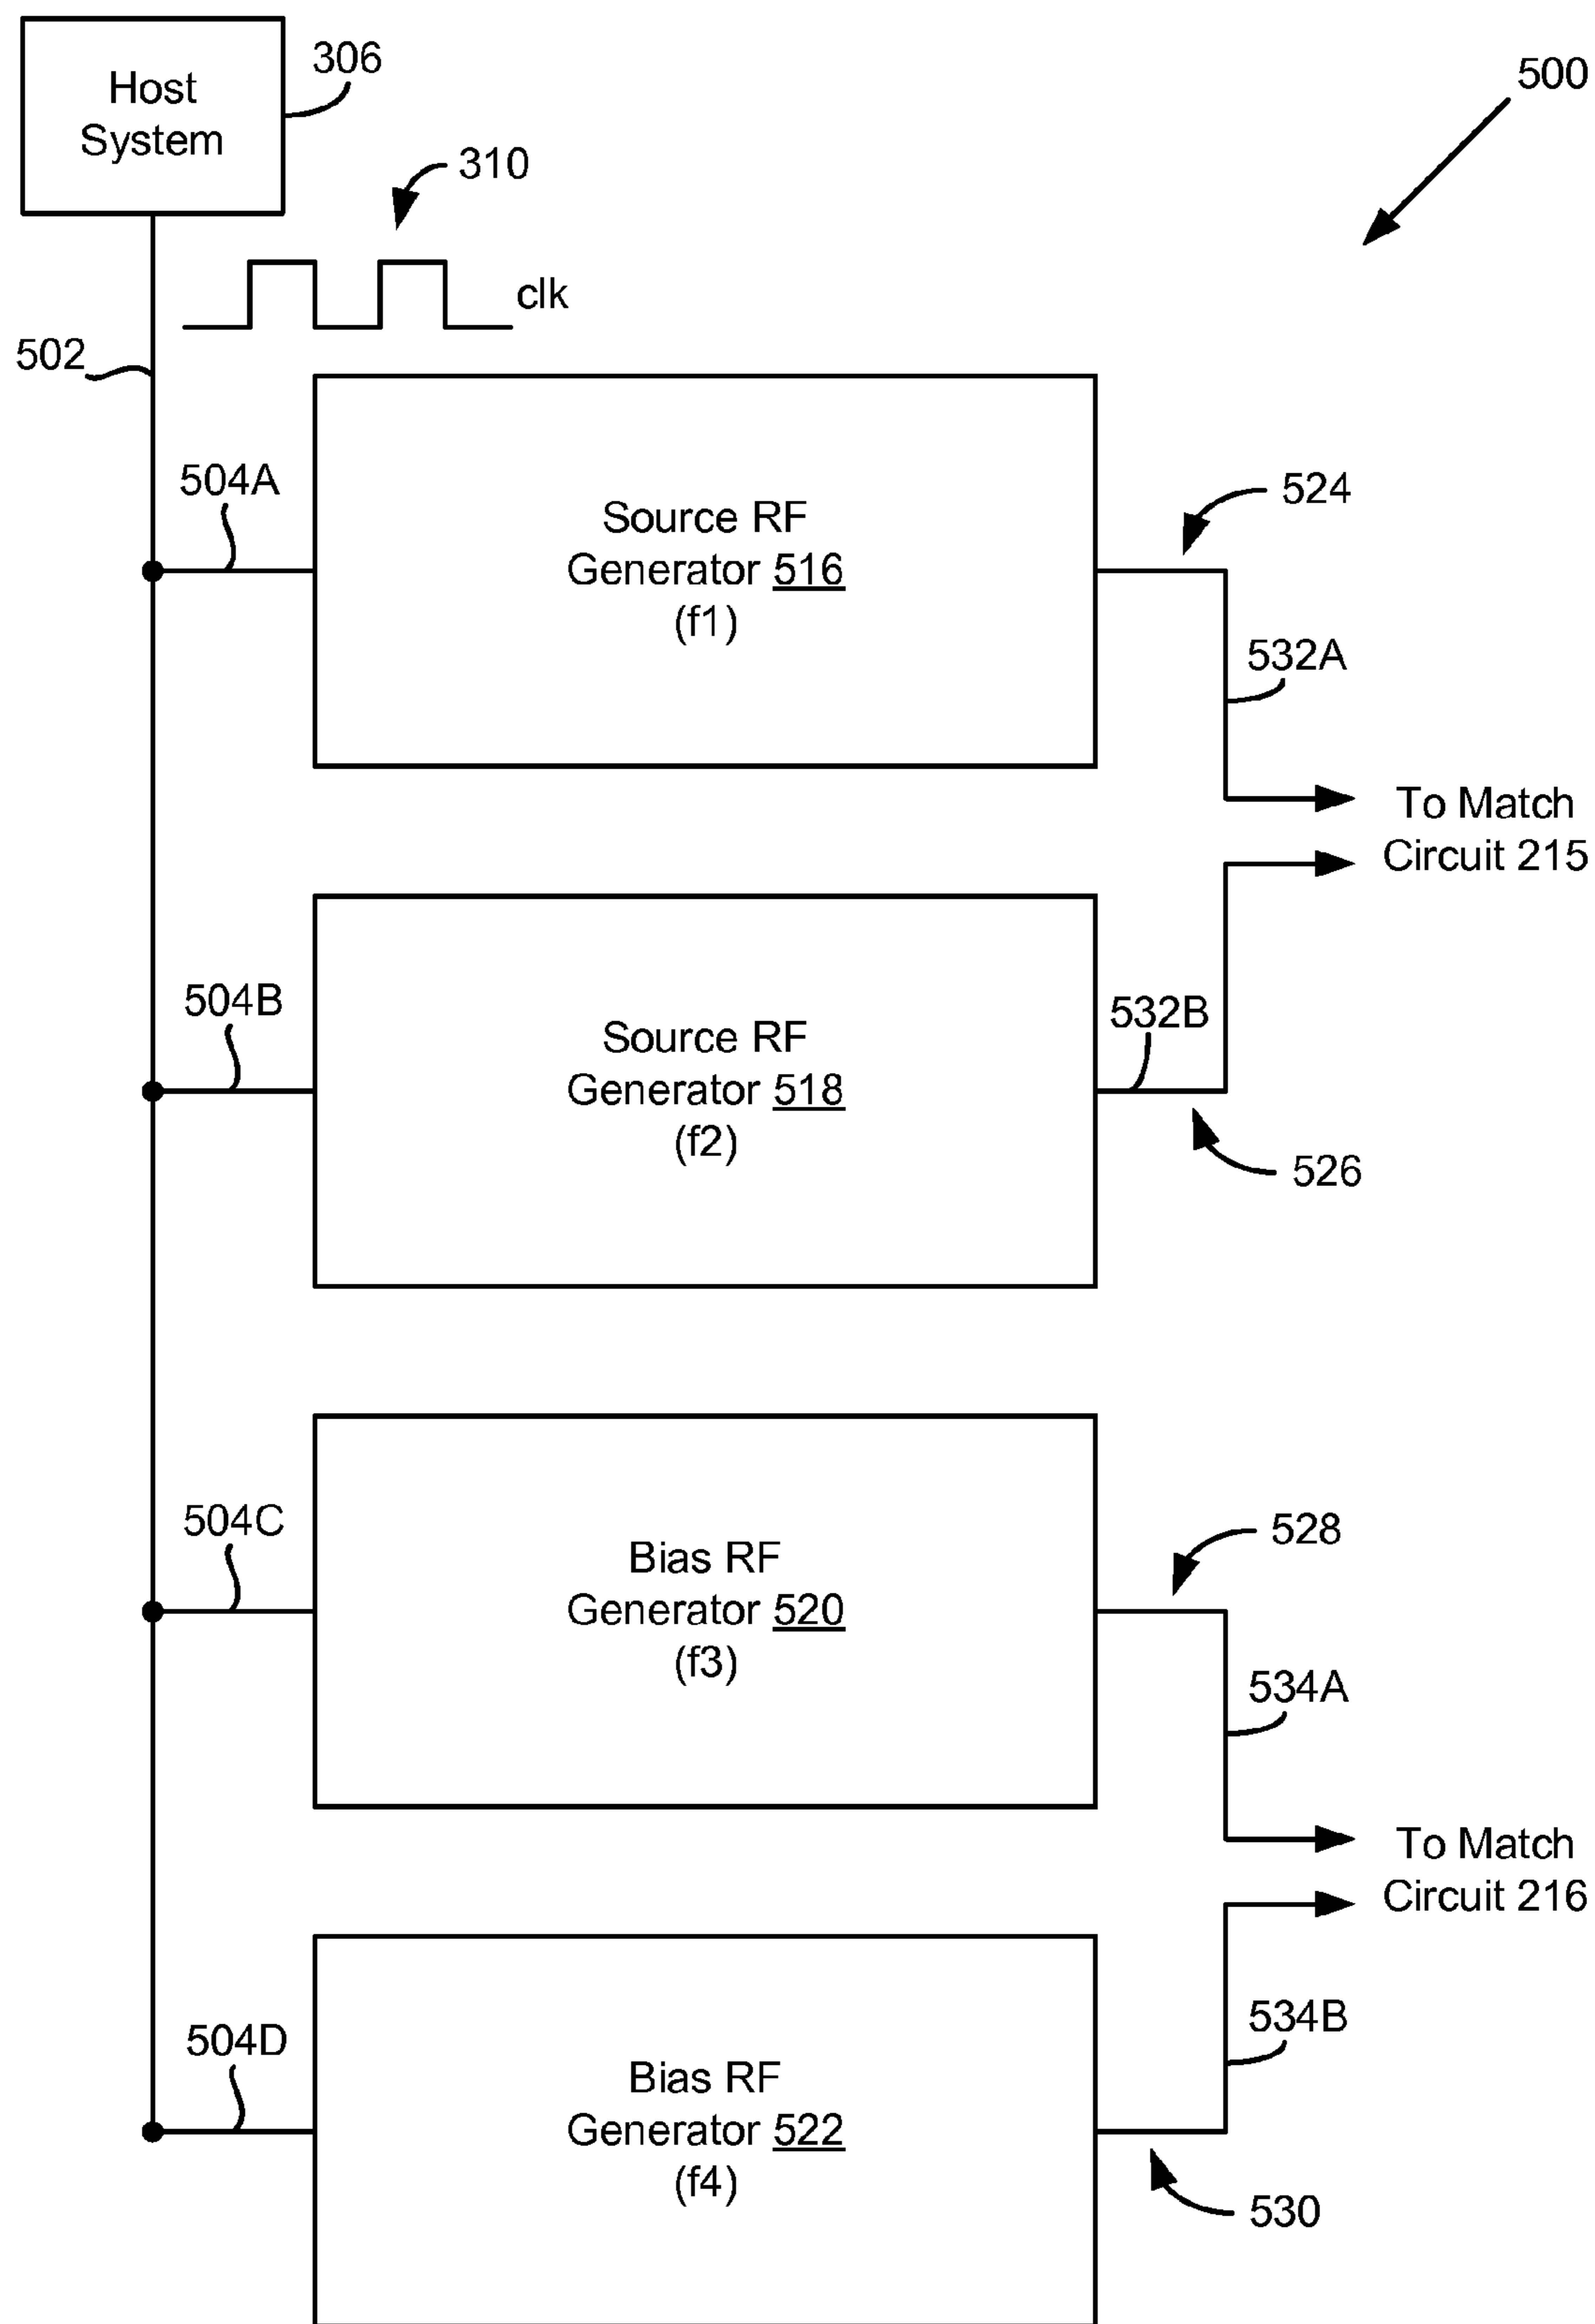 Host
System
306
500
310
clk
502
504A
Source RF
Generator 516
(f1)
524
532A
To Match
Circuit 215
504B
Source RF
Generator 518
(f2)
532B
526
504C
Bias RF
Generator 520
(f3)
528
534A
To Match
Circuit 216
504D
Bias RF
Generator 522
(f4)
534B
530